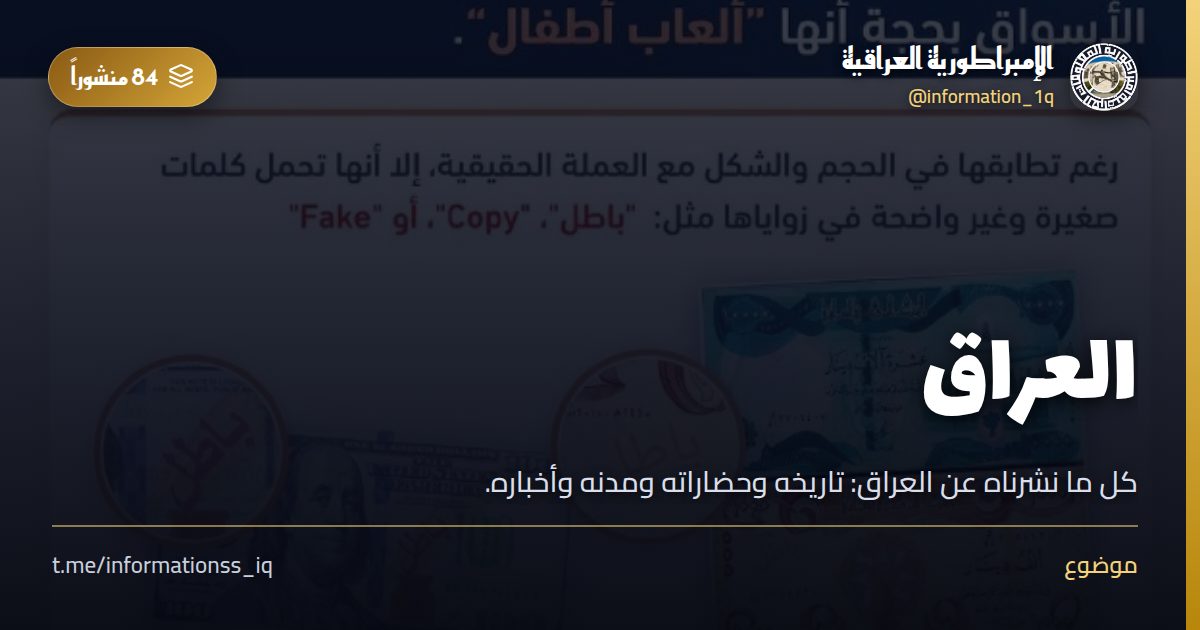 الأسواق بحجة أنها "ألعاب أطفال".
الإمبراطورية العراقية
@information_1q
84 منشوراً
رغم تطابقها في الحجم والشكل مع العملة الحقيقية، إلا أنها تحمل كلمات
صغيرة وغير واضحة في زواياها مثل: "باطل"، "Copy"، أو "Fake"
باطل
باطل
العراق
كل ما نشرناه عن العراق: تاريخه وحضاراته ومدنه وأخباره.
موضوع
t.me/informationss_iq